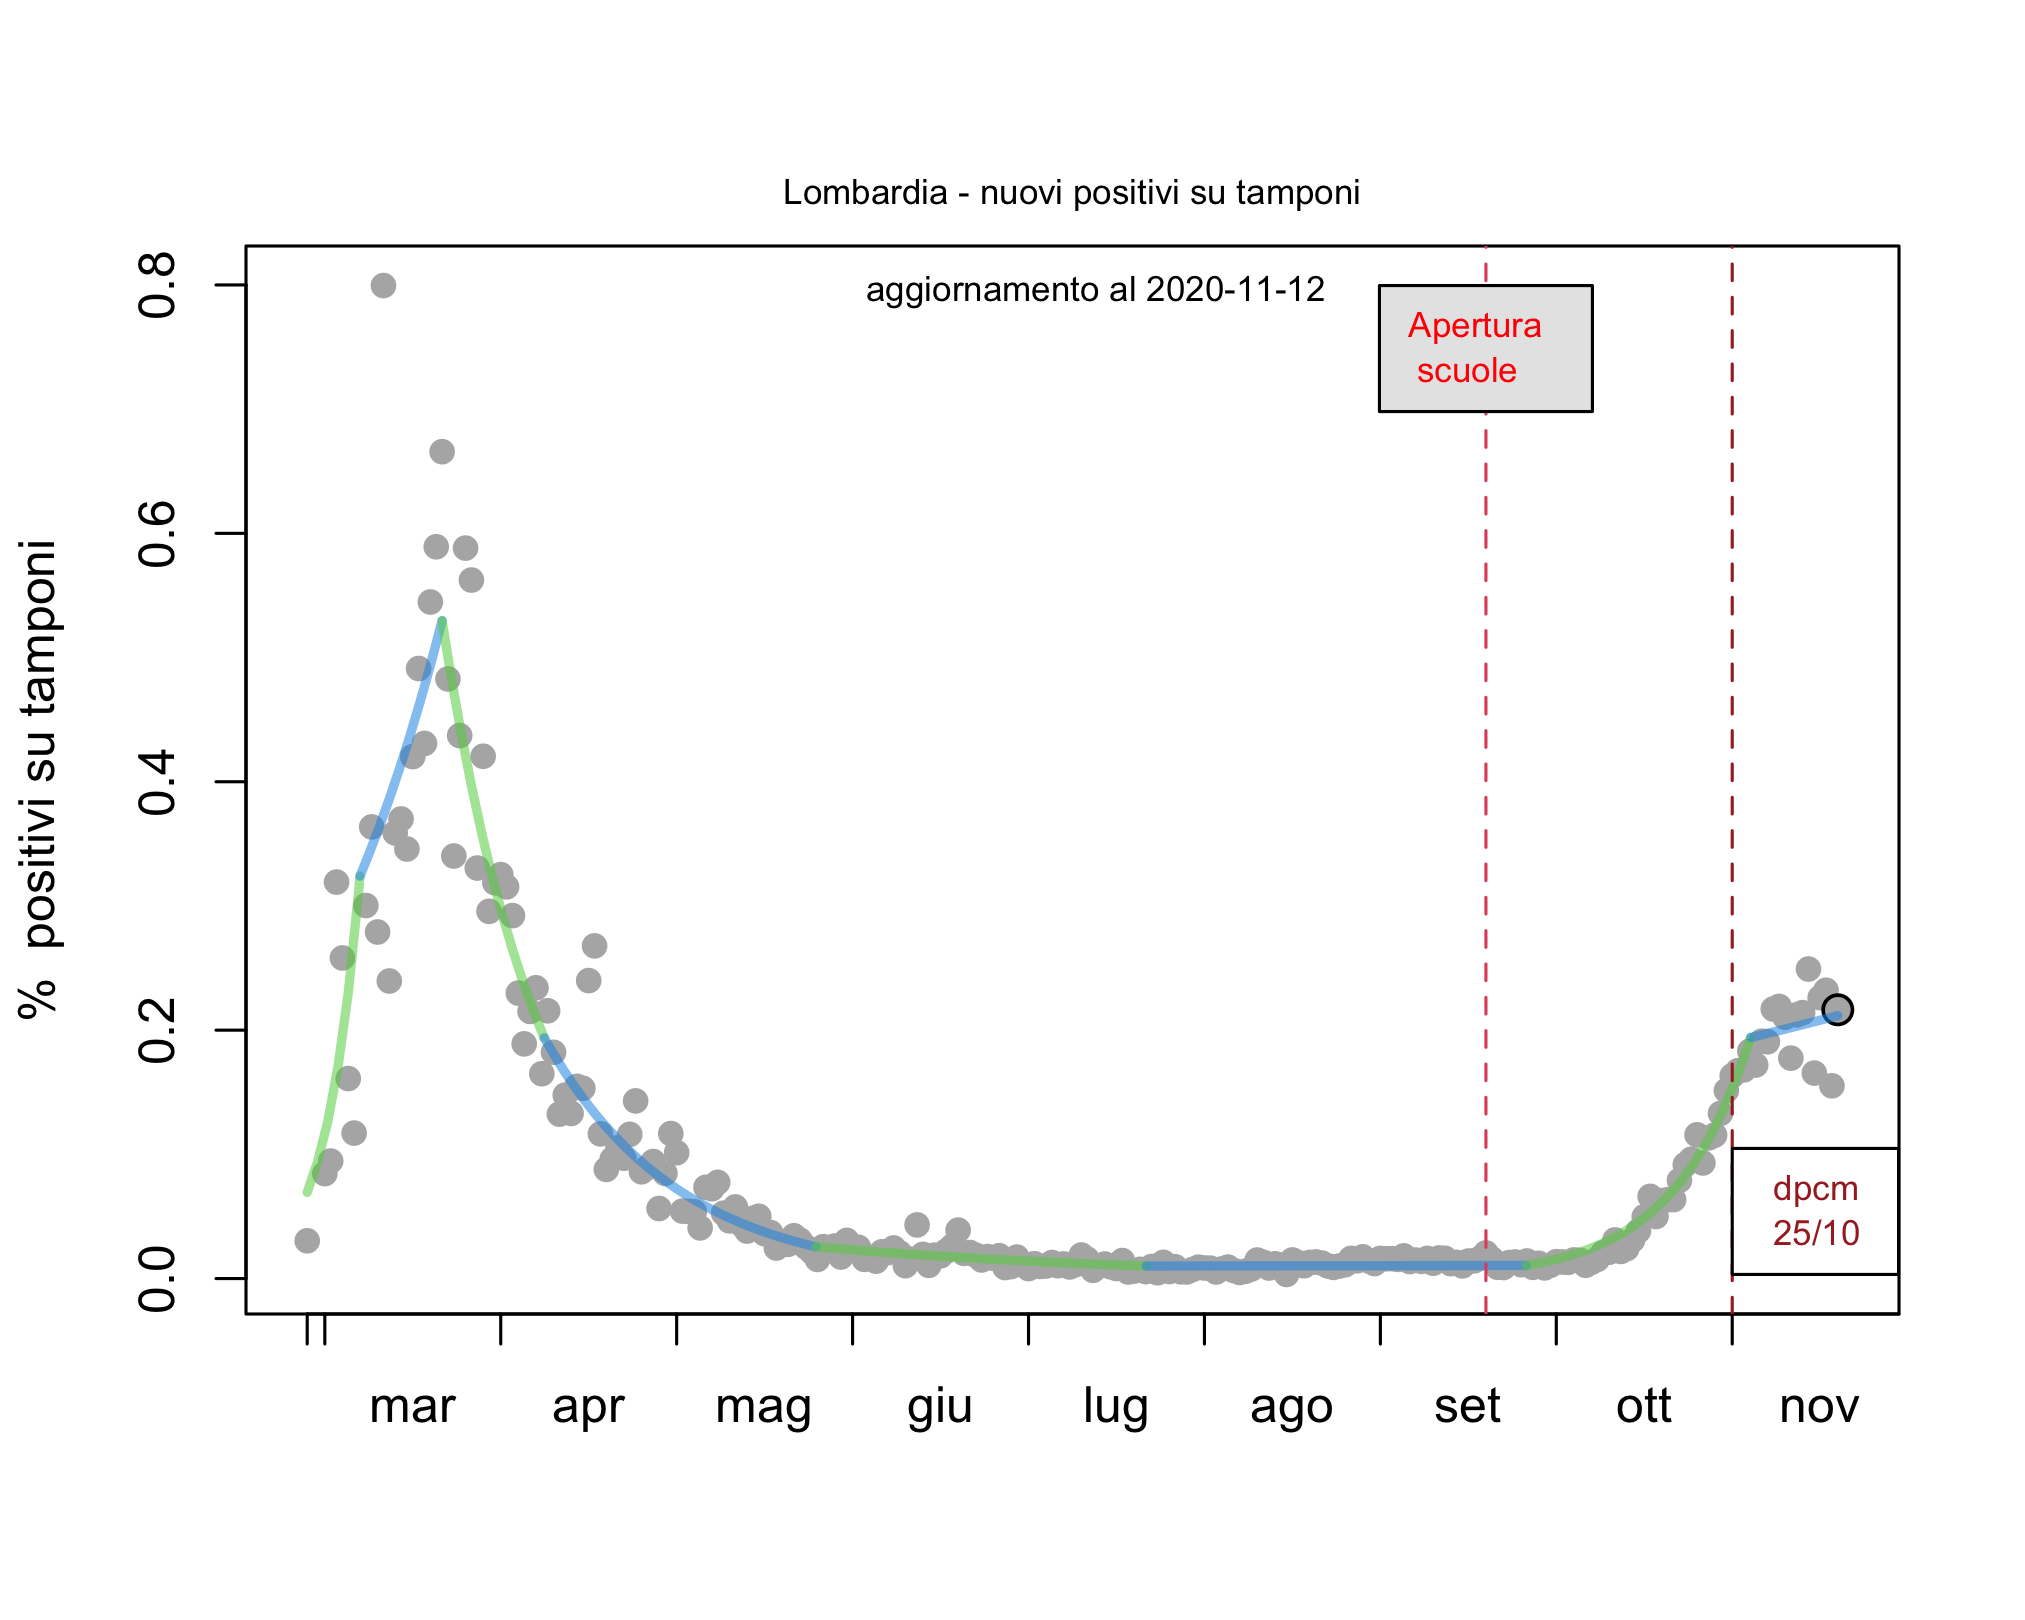 Lombardia - nuovi positivi su tamponi
aggiornamento al 2020-11-12
Apertura
scuole
% positivi su tamponi
0.8
0.6
0.4
0.2
0.0
dpcm
25/10
mar apr mag giu lug ago set ott nov